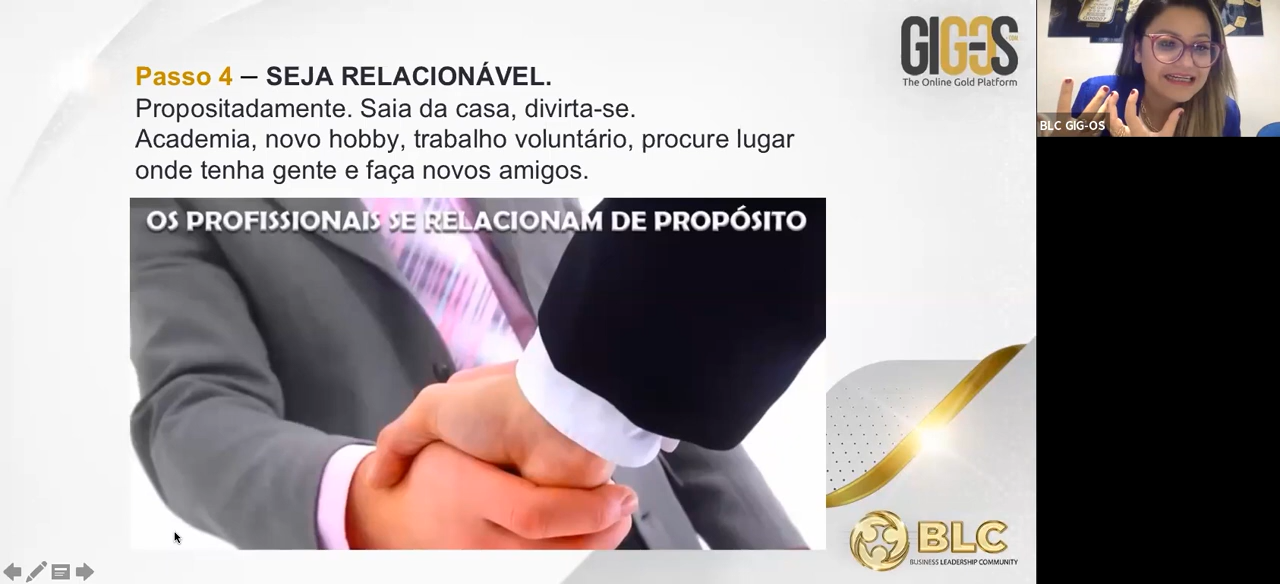 GIG-OS
The Online Gold Platform
Passo 4 – SEJA RELACIONÁVEL.
Propositadamente. Saia da casa, divirta-se.
Academia, novo hobby, trabalho voluntário, procure lugar
onde tenha gente e faça novos amigos.
OS PROFISSIONAIS SE RELACIONAM DE PROPÓSITO
BLC GIG-OS
BLC
BUSINESS LEADERSHIP COMMUNITY